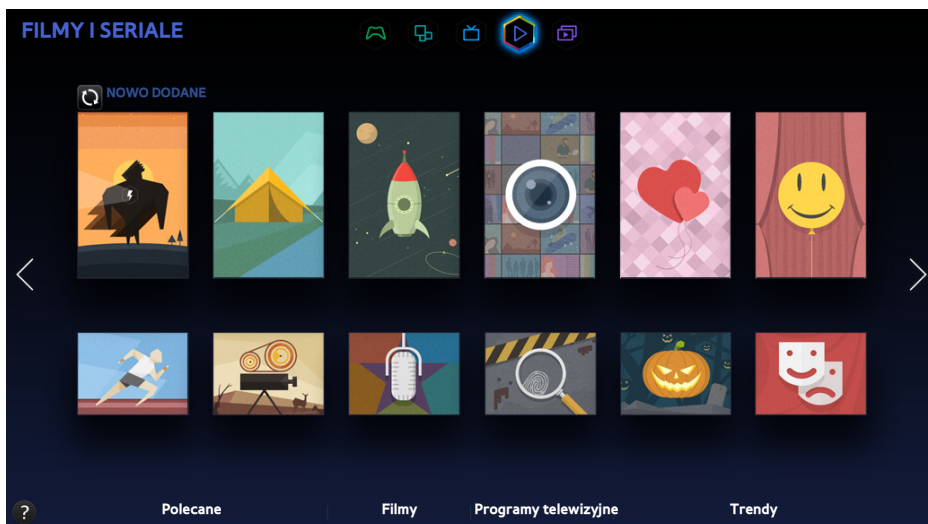 FILMY I SERIALE
NOWO DODANE
?
Polecane
Filmy
Programy telewizyjne
Trendy